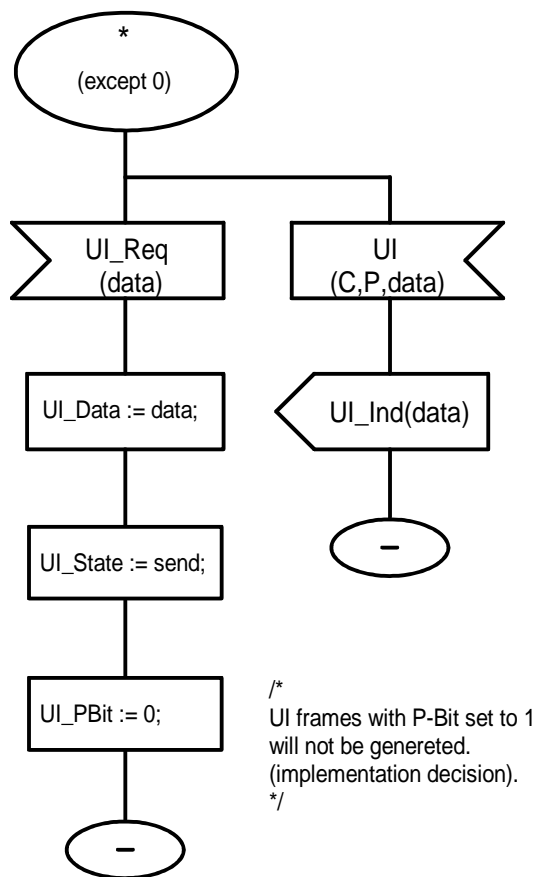 *
(except 0)
UI_Req
(data)
UI
(C,P,data)
UI_Data := data;
UI_Ind(data)
UI_State := send;
–
UI_PBit := 0;
/*
UI frames with P-Bit set to 1
will not be genereted.
(implementation decision).
*/
–